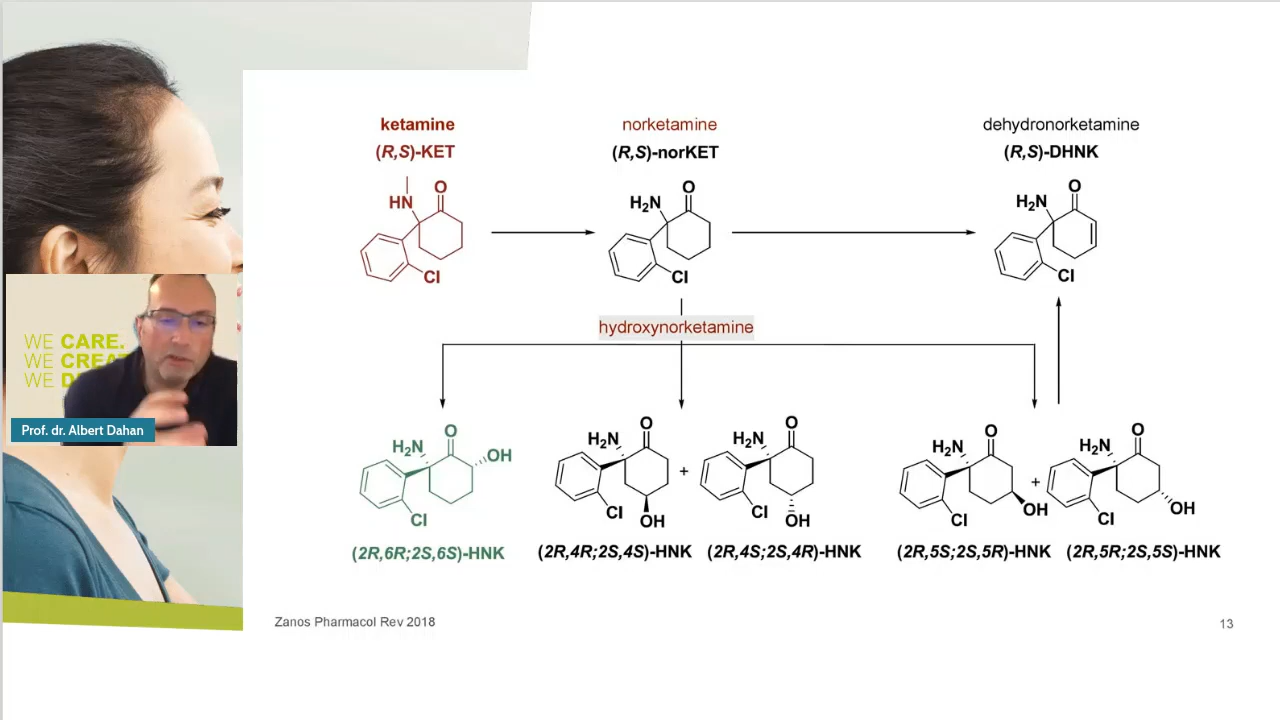 ketamine
(R,S)-KET
HN
O
Cl
norketamine
(R,S)-norKET
H₂N
O
Cl
dehydronorketamine
(R,S)-DHNK
H₂N
O
Cl
hydroxynorketamine
H₂N
O
OH
Cl
(2R,6R;2S,6S)-HNK
H₂N
O
Cl
OH
(2R,4R;2S,4S)-HNK
+
H₂N
O
Cl
OH
(2R,4S;2S,4R)-HNK
H₂N
O
Cl
OH
(2R,5S;2S,5R)-HNK
+
H₂N
O
Cl
OH
(2R,5R;2S,5S)-HNK
WE CARE.
WE CREA
WE D
Prof. dr. Albert Dahan
Zanos Pharmacol Rev 2018
13